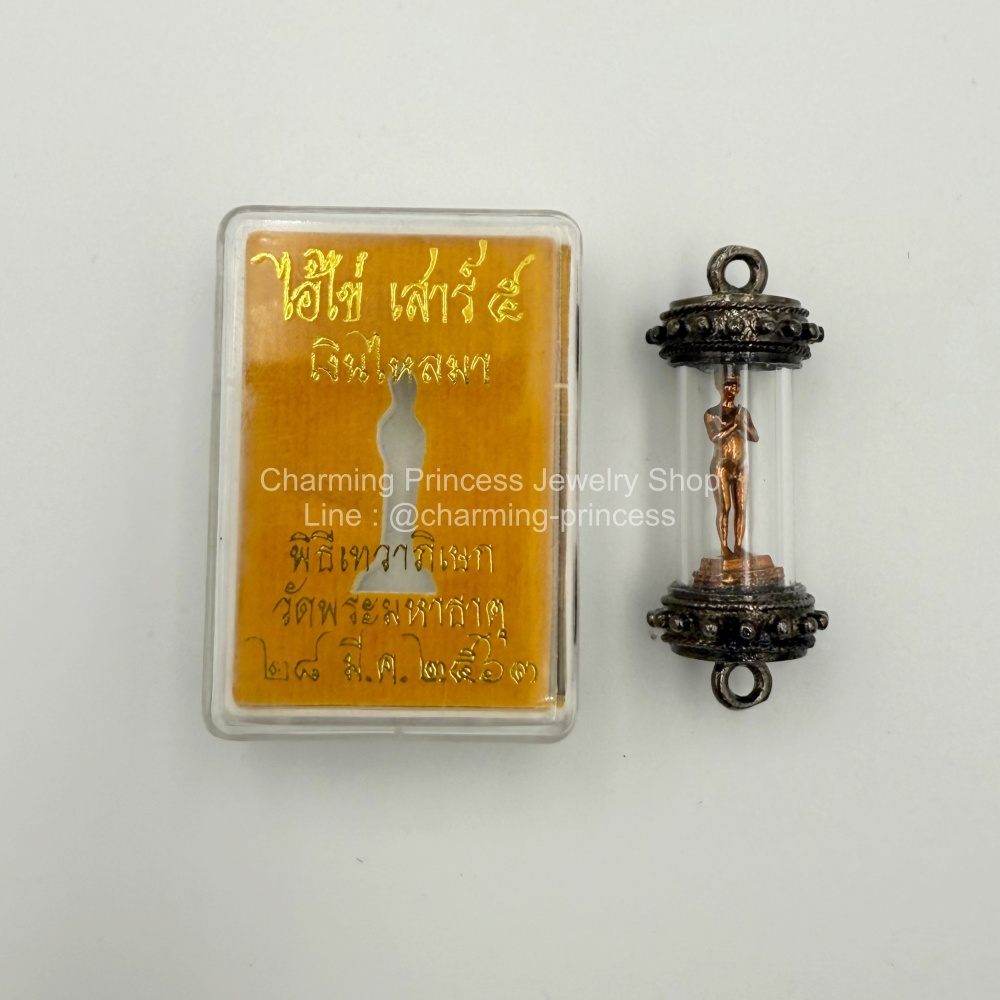 ไอ้ไข่ เสาร์ ๕
เงินไหลมา
Charming Princess Jewelry Shop
Line : @charming-princess
พิธีเทวาภิเษก
วัดพระมหาธาตุ
๒๘ มี.ค. ๒๕๖๓